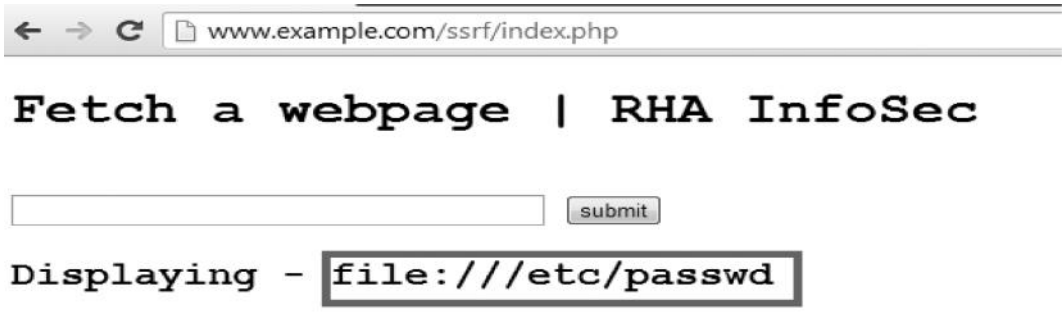 www.example.com/ssrf/index.php
Fetch a webpage | RHA InfoSec
submit
Displaying - file:///etc/passwd